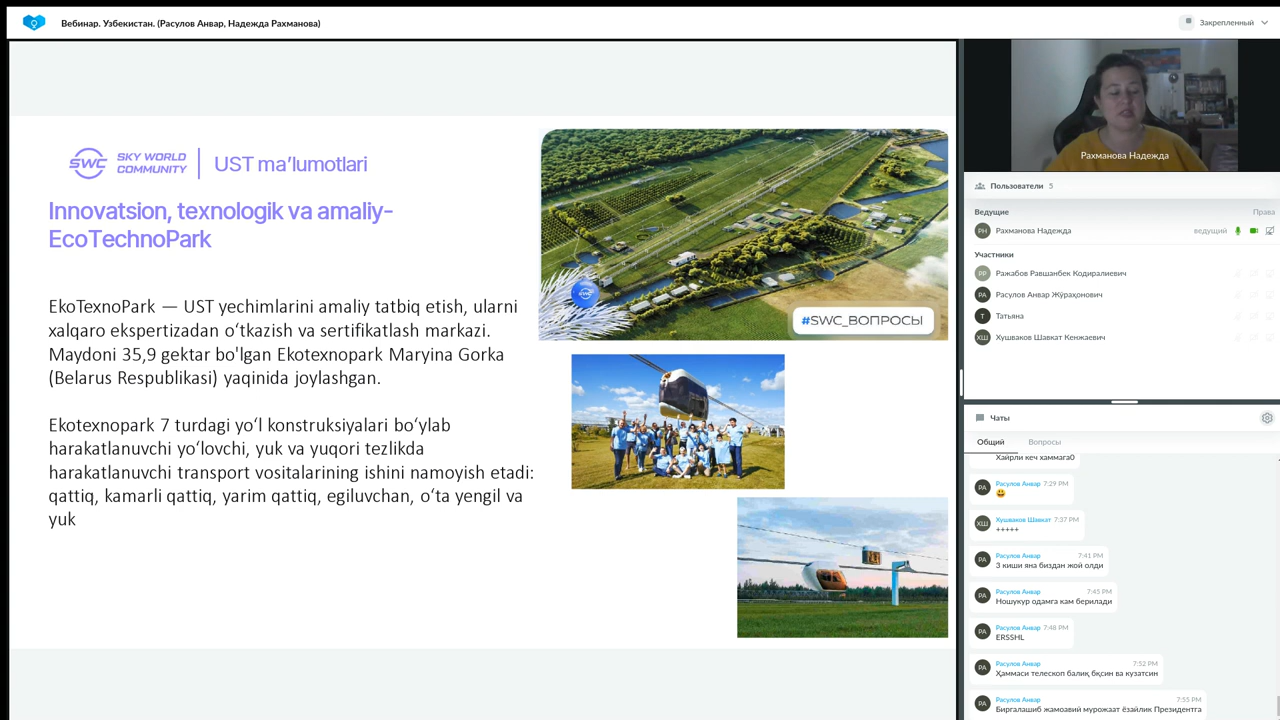 Вебинар. Узбекистан. (Расулов Анвар, Надежда Рахманова)
Закрепленный
SWC
SKY WORLD
COMMUNITY
UST ma’lumotlari
Innovatsion, texnologik va amaliy-
EcoTechnoPark
EkoTexnoPark — UST yechimlarini amaliy tatbiq etish, ularni
xalqaro ekspertizadan o‘tkazish va sertifikatlash markazi.
Maydoni 35,9 gektar bo'lgan Ekotexnopark Maryina Gorka
(Belarus Respublikasi) yaqinida joylashgan.
Ekotexnopark 7 turdagi yo‘l konstruksiyalari bo‘ylab
harakatlanuvchi yo‘lovchi, yuk va yuqori tezlikda
harakatlanuvchi transport vositalarining ishini namoyish etadi:
qattiq, kamarli qattiq, yarim qattiq, egiluvchan, o‘ta yengil va
yuk
SWC
#SWC_ВОПРОСЫ
Рахманова Надежда
Пользователи 5
Ведущие
Права
РН Рахманова Надежда ведущий
Участники
РР Ражабов Равшанбек Кодиралиевич
РА Расулов Анвар Жўраҳонович
Т Татьяна
ХШ Хушваков Шавкат Кенжаевич
Чаты
Общий
Вопросы
Хайрли кеч хаммага0
РА Расулов Анвар 7:29 PM
😃
ХШ Хушваков Шавкат 7:37 PM
+++++
РА Расулов Анвар 7:41 PM
3 киши яна биздан жой олди
РА Расулов Анвар 7:45 PM
Ношукур одамга кам берилади
РА Расулов Анвар 7:48 PM
ERSSHL
РА Расулов Анвар 7:52 PM
Ҳаммаси телескоп балиқ бқсин ва кузатсин
РА Расулов Анвар 7:55 PM
Биргалашиб жамоавий мурожаат ёзайлик Президентга